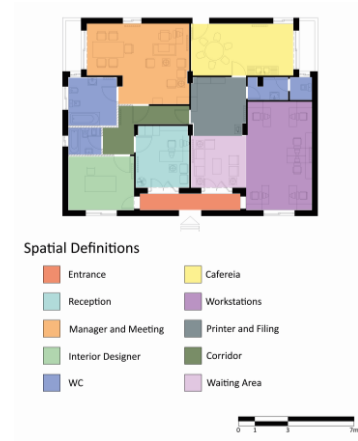 Spatial Definitions
Entrance
Cafereia
Reception
Workstations
Manager and Meeting
Printer and Filing
Interior Designer
Corridor
WC
Waiting Area
0 1 3 7m